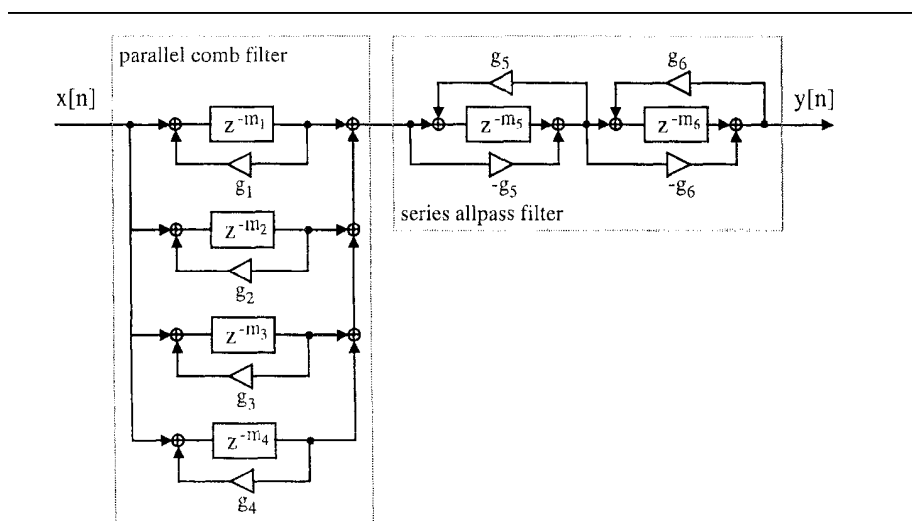 parallel comb filter
g₅
g₆
x[n]
y[n]
z^-m₁
z^-m₅
z^-m₆
g₁
-g₅
-g₆
series allpass filter
z^-m₂
g₂
z^-m₃
g₃
z^-m₄
g₄